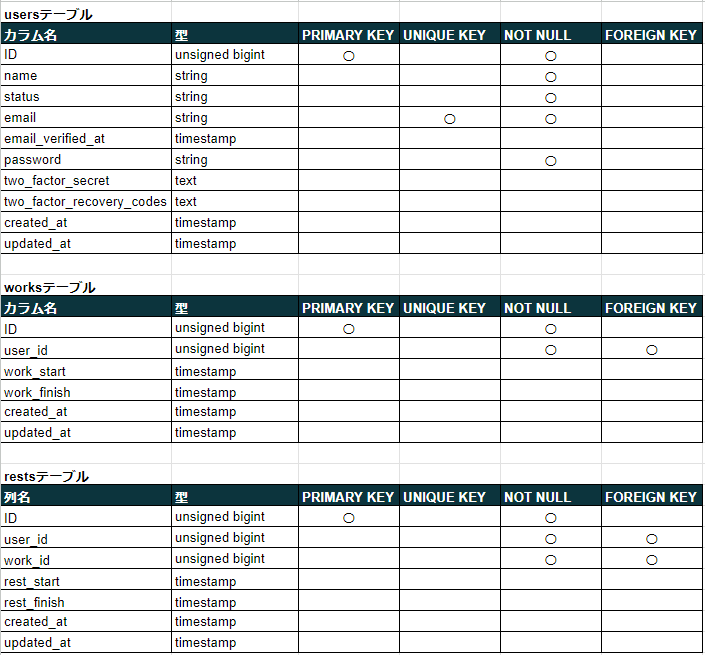 usersテーブル
カラム名 型 PRIMARY KEY UNIQUE KEY NOT NULL FOREIGN KEY
ID unsigned bigint ○ ○
name string ○
status string ○
email string ○ ○
email_verified_at timestamp
password string ○
two_factor_secret text
two_factor_recovery_codes text
created_at timestamp
updated_at timestamp
worksテーブル
カラム名 型 PRIMARY KEY UNIQUE KEY NOT NULL FOREIGN KEY
ID unsigned bigint ○ ○
user_id unsigned bigint ○ ○
work_start timestamp
work_finish timestamp
created_at timestamp
updated_at timestamp
restsテーブル
列名 型 PRIMARY KEY UNIQUE KEY NOT NULL FOREIGN KEY
ID unsigned bigint ○ ○
user_id unsigned bigint ○ ○
work_id unsigned bigint ○ ○
rest_start timestamp
rest_finish timestamp
created_at timestamp
updated_at timestamp